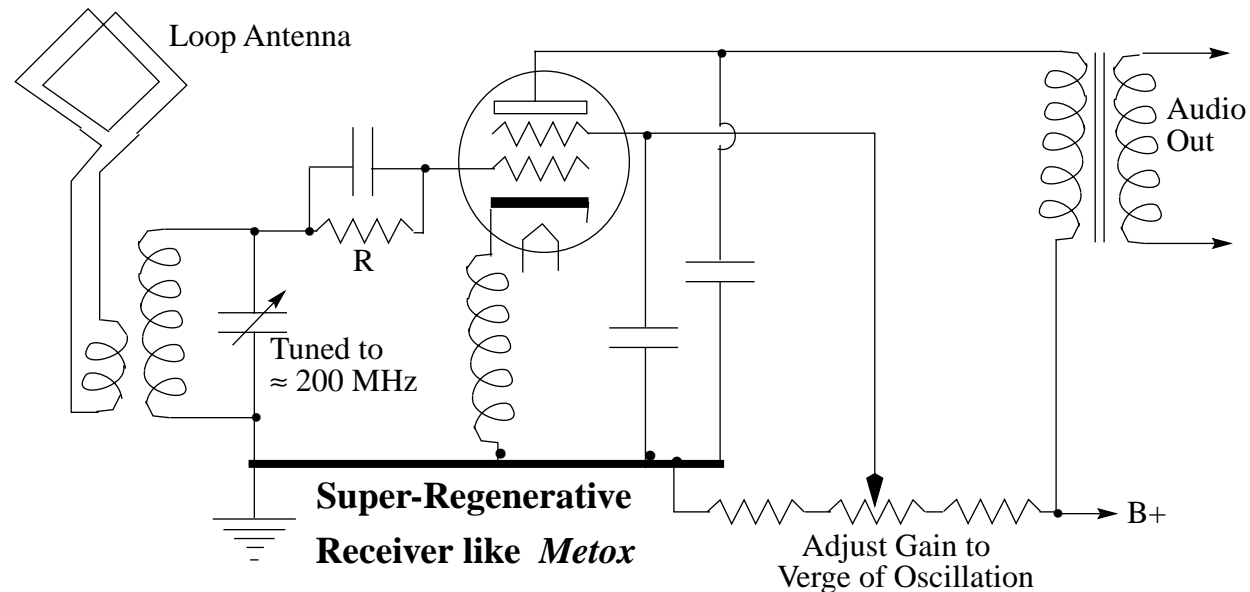 Loop Antenna
Audio
Out
R
Tuned to
≈ 200 MHz
Super-Regenerative
Receiver like Metox
B+
Adjust Gain to
Verge of Oscillation